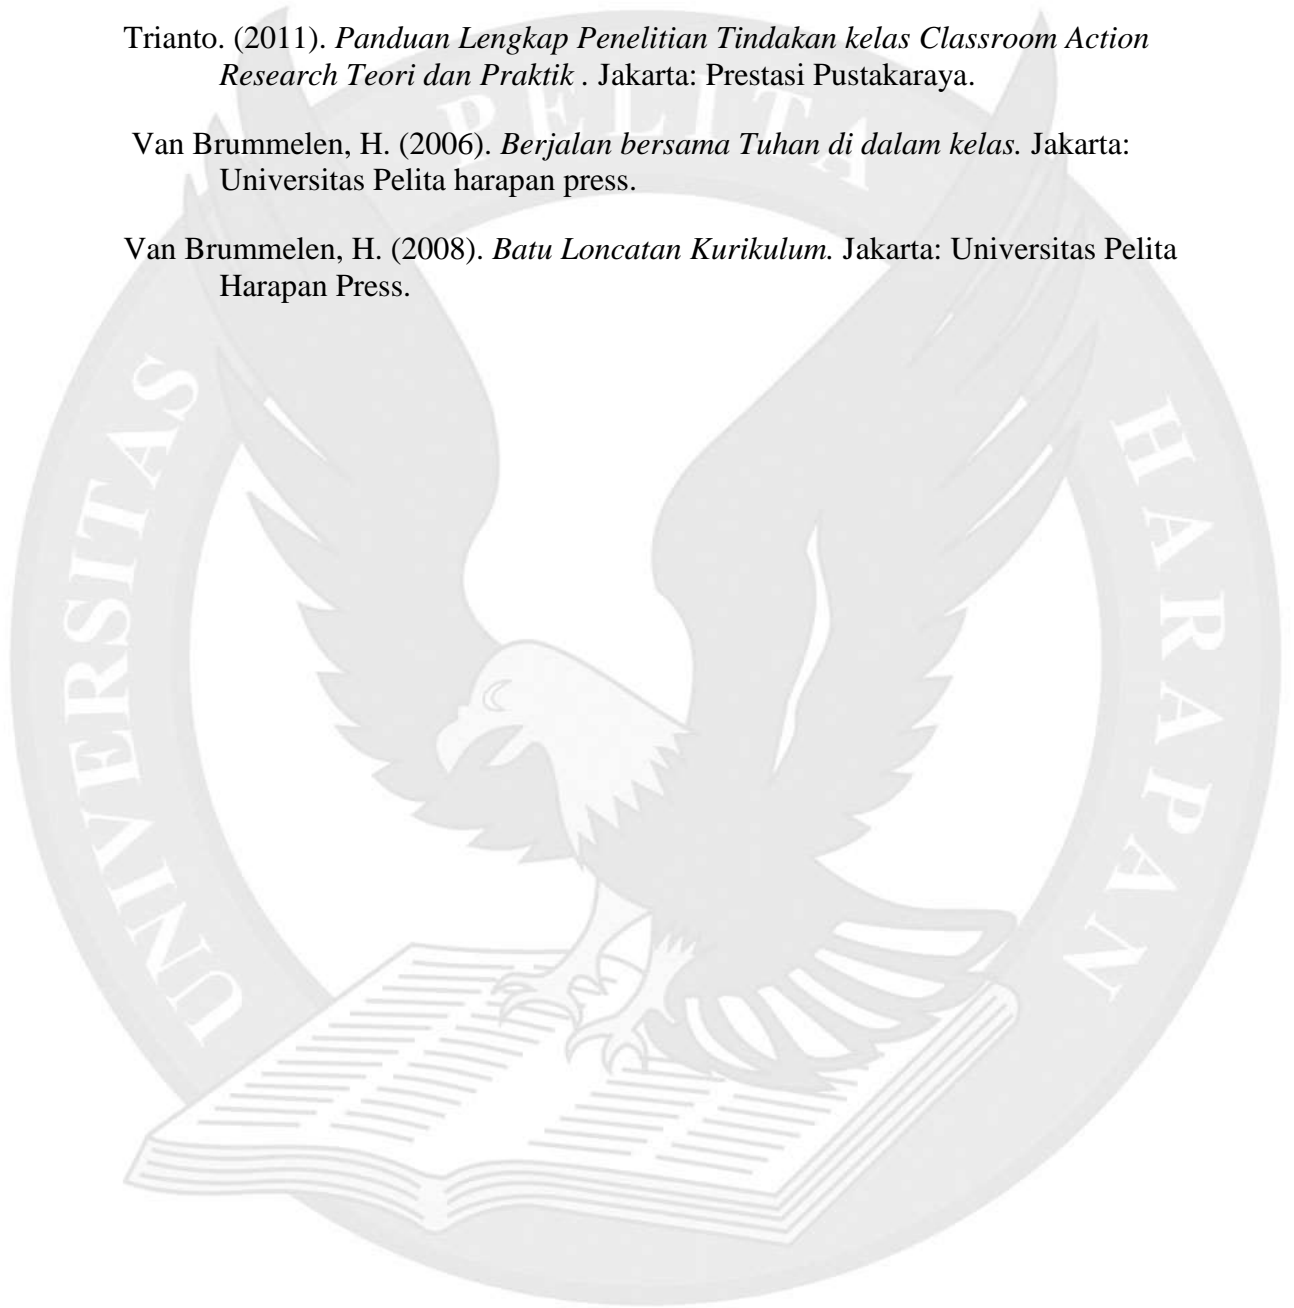 Trianto. (2011). Panduan Lengkap Penelitian Tindakan kelas Classroom Action
Research Teori dan Praktik . Jakarta: Prestasi Pustakaraya.
Van Brummelen, H. (2006). Berjalan bersama Tuhan di dalam kelas. Jakarta:
Universitas Pelita harapan press.
Van Brummelen, H. (2008). Batu Loncatan Kurikulum. Jakarta: Universitas Pelita
Harapan Press.
UNIVERSITAS PELITA HARAPAN